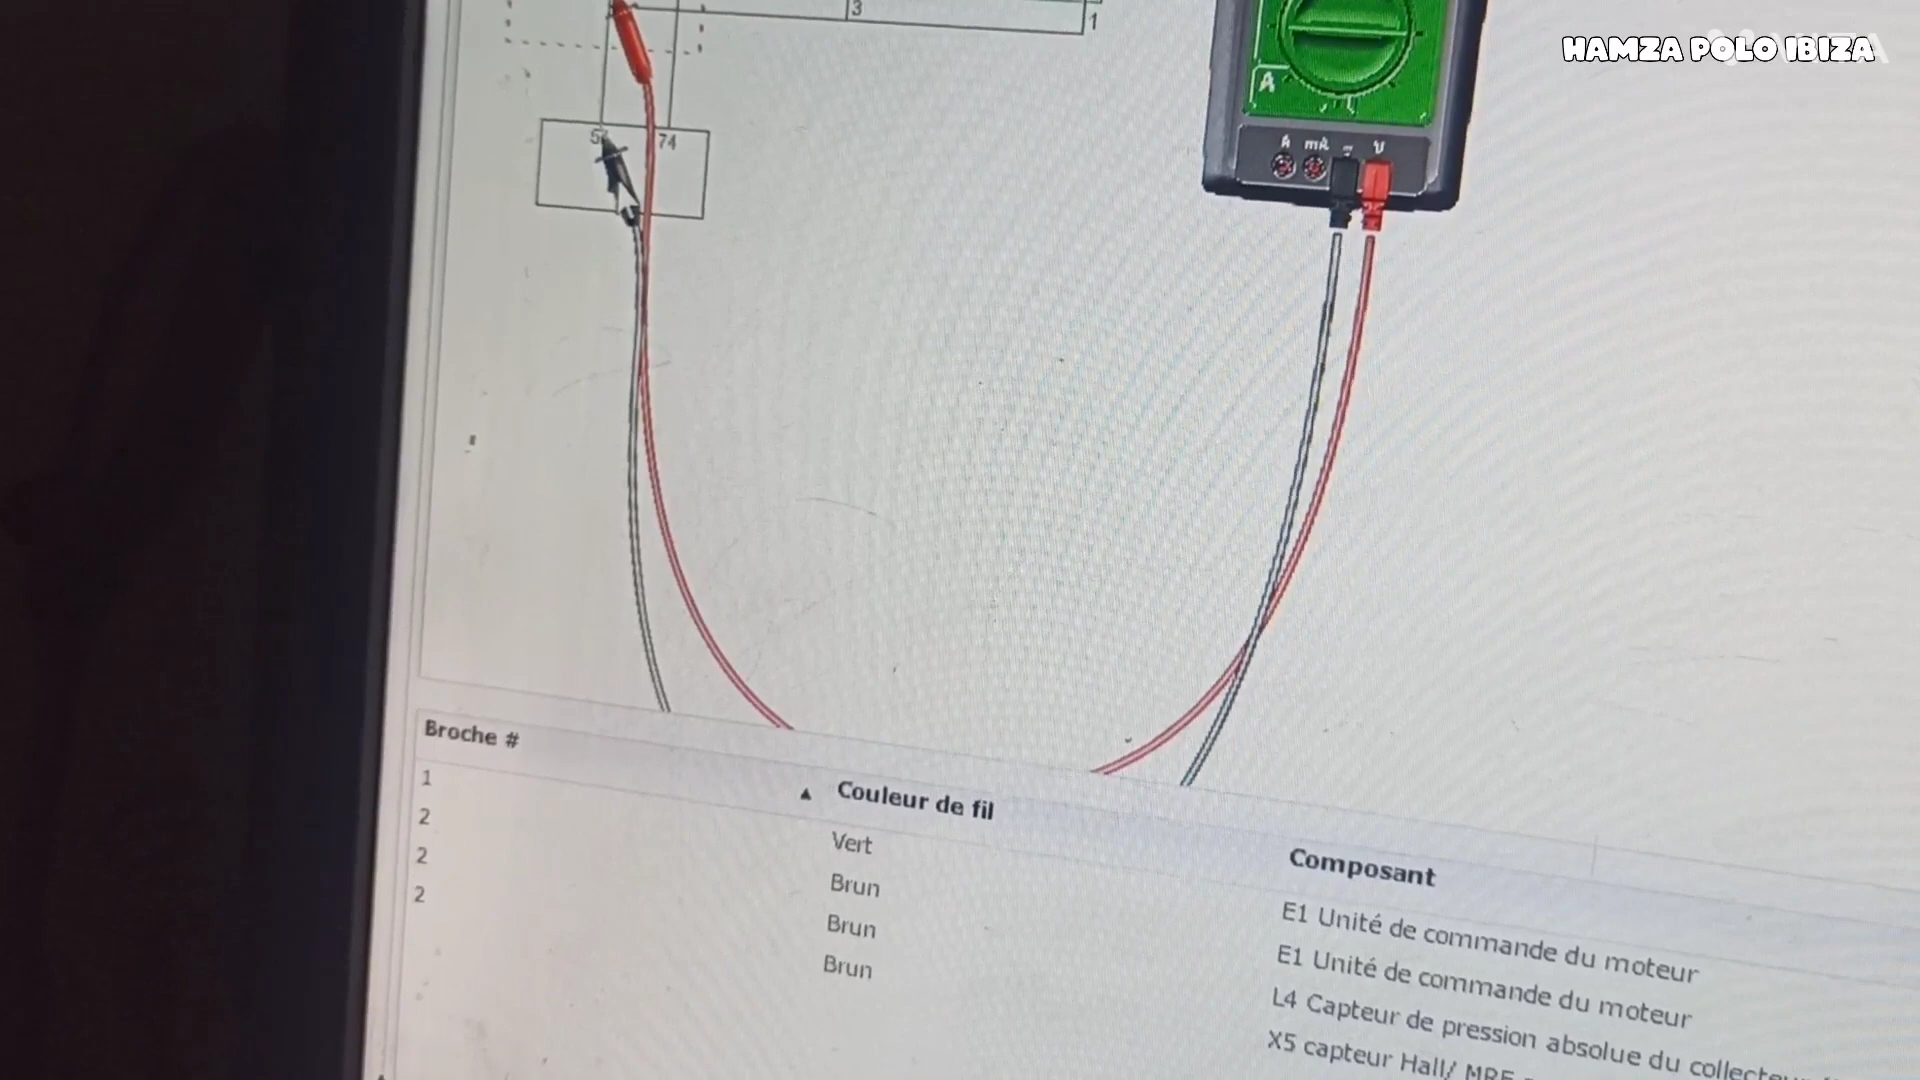 HAMZA POLO IBIZA
3
1
74
A
A mA V
Broche # Couleur de fil Composant
1 Vert E1 Unité de commande du moteur
2 Brun E1 Unité de commande du moteur
2 Brun L4 Capteur de pression absolue du
2 Brun X5 capteur Hall/